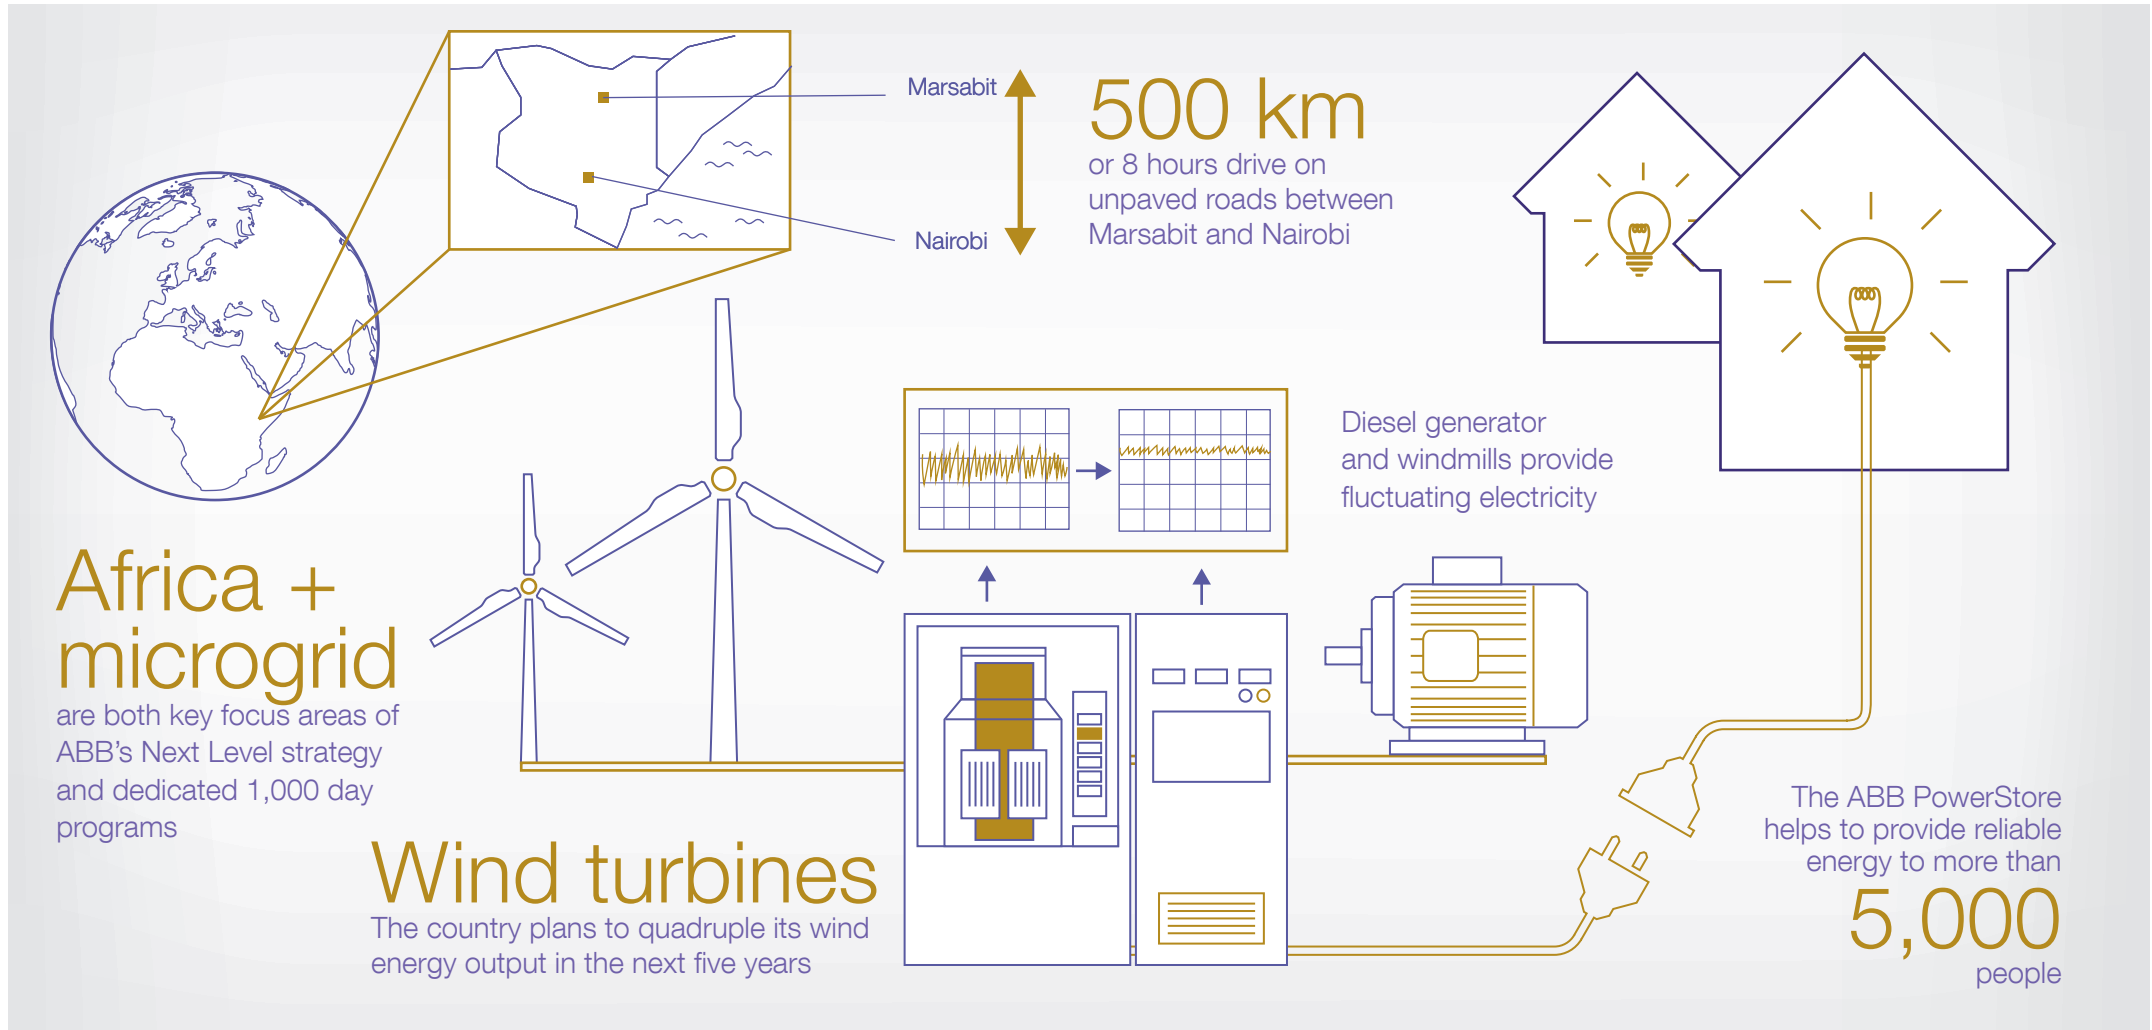 Marsabit
Nairobi
500 km
or 8 hours drive on
unpaved roads between
Marsabit and Nairobi
Diesel generator
and windmills provide
fluctuating electricity
Africa +
microgrid
are both key focus areas of
ABB’s Next Level strategy
and dedicated 1,000 day
programs
Wind turbines
The country plans to quadruple its wind
energy output in the next five years
The ABB PowerStore
helps to provide reliable
energy to more than
5,000
people